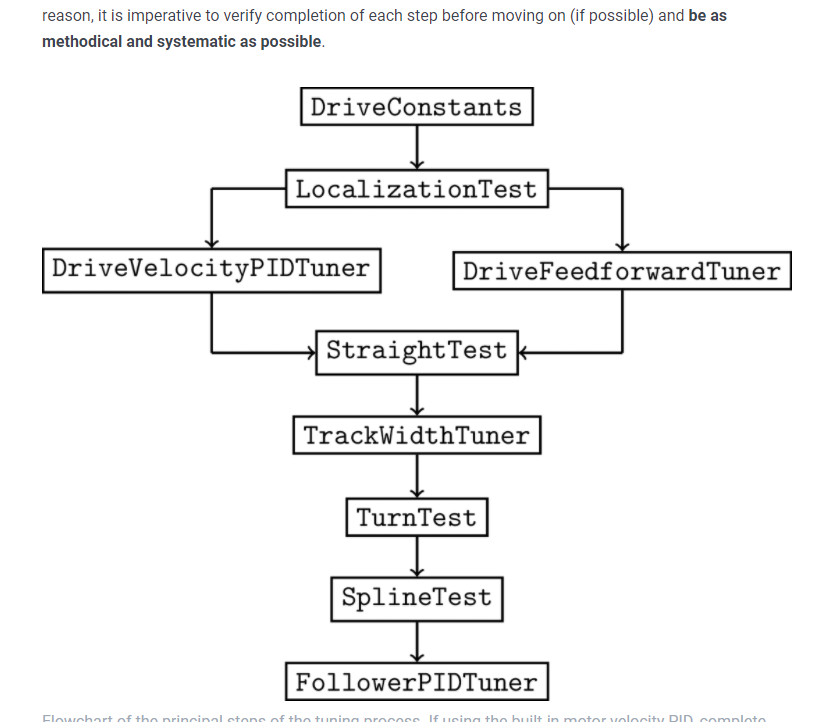 reason, it is imperative to verify completion of each step before moving on (if possible) and be as
methodical and systematic as possible.
DriveConstants
LocalizationTest
DriveVelocityPIDTuner
DriveFeedforwardTuner
StraightTest
TrackWidthTuner
TurnTest
SplineTest
FollowerPIDTuner
Flowchart of the principal steps of the tuning process. If using the built in motor velocity PID, complete